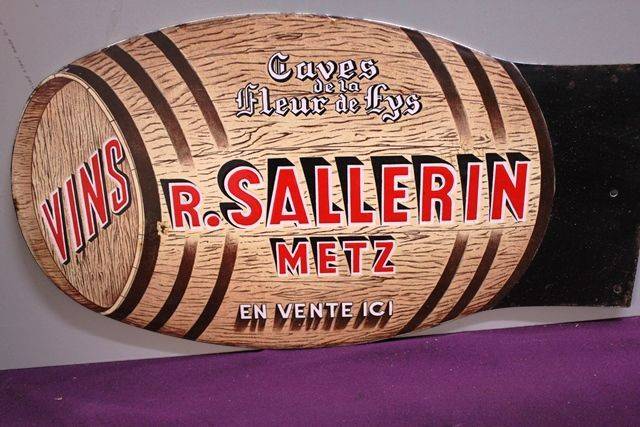 Caves
de la
Fleur de Lys
VINS
R. SALLERIN
METZ
EN VENTE ICI